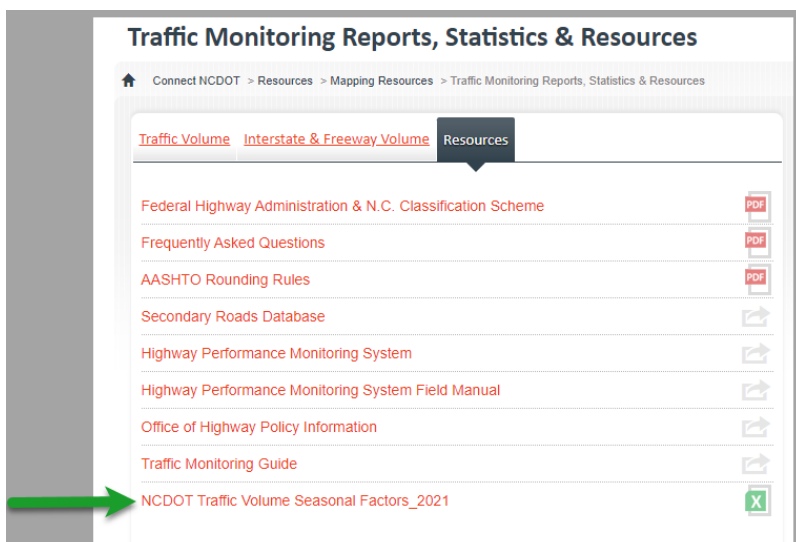 Traffic Monitoring Reports, Statistics & Resources
Connect NCDOT > Resources > Mapping Resources > Traffic Monitoring Reports, Statistics & Resources
Traffic Volume Interstate & Freeway Volume Resources
Federal Highway Administration & N.C. Classification Scheme PDF
Frequently Asked Questions PDF
AASHTO Rounding Rules PDF
Secondary Roads Database
Highway Performance Monitoring System
Highway Performance Monitoring System Field Manual
Office of Highway Policy Information
Traffic Monitoring Guide
NCDOT Traffic Volume Seasonal Factors_2021 X